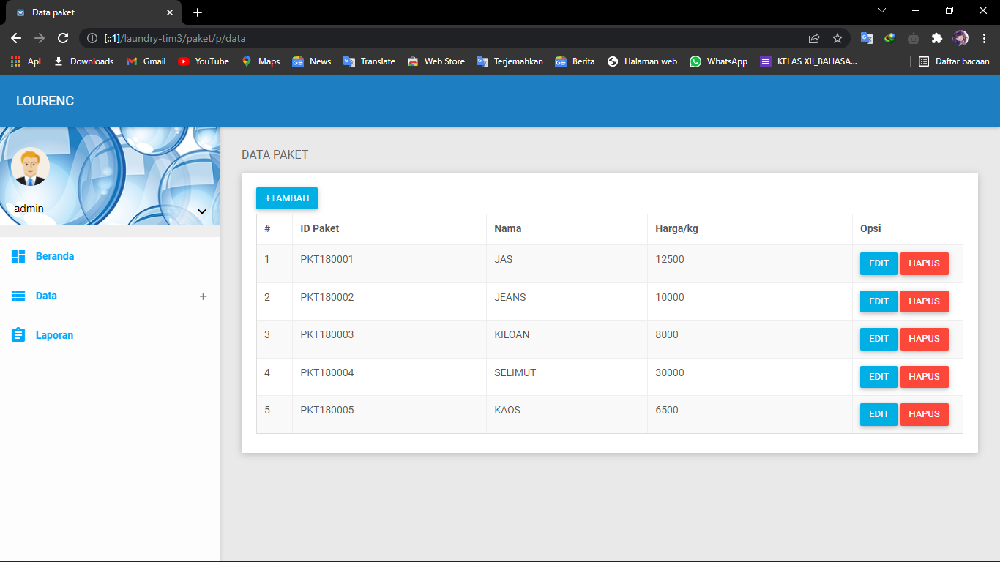 Data paket
[::1]/laundry-tim3/paket/p/data
Apl Downloads Gmail YouTube Maps News Translate Web Store Terjemahkan Berita Halaman web WhatsApp KELAS XII_BAHASA... Daftar bacaan
LOURENC
admin
Beranda
Data +
Laporan
DATA PAKET
+TAMBAH
# ID Paket Nama Harga/kg Opsi
1 PKT180001 JAS 12500 EDIT HAPUS
2 PKT180002 JEANS 10000 EDIT HAPUS
3 PKT180003 KILOAN 8000 EDIT HAPUS
4 PKT180004 SELIMUT 30000 EDIT HAPUS
5 PKT180005 KAOS 6500 EDIT HAPUS